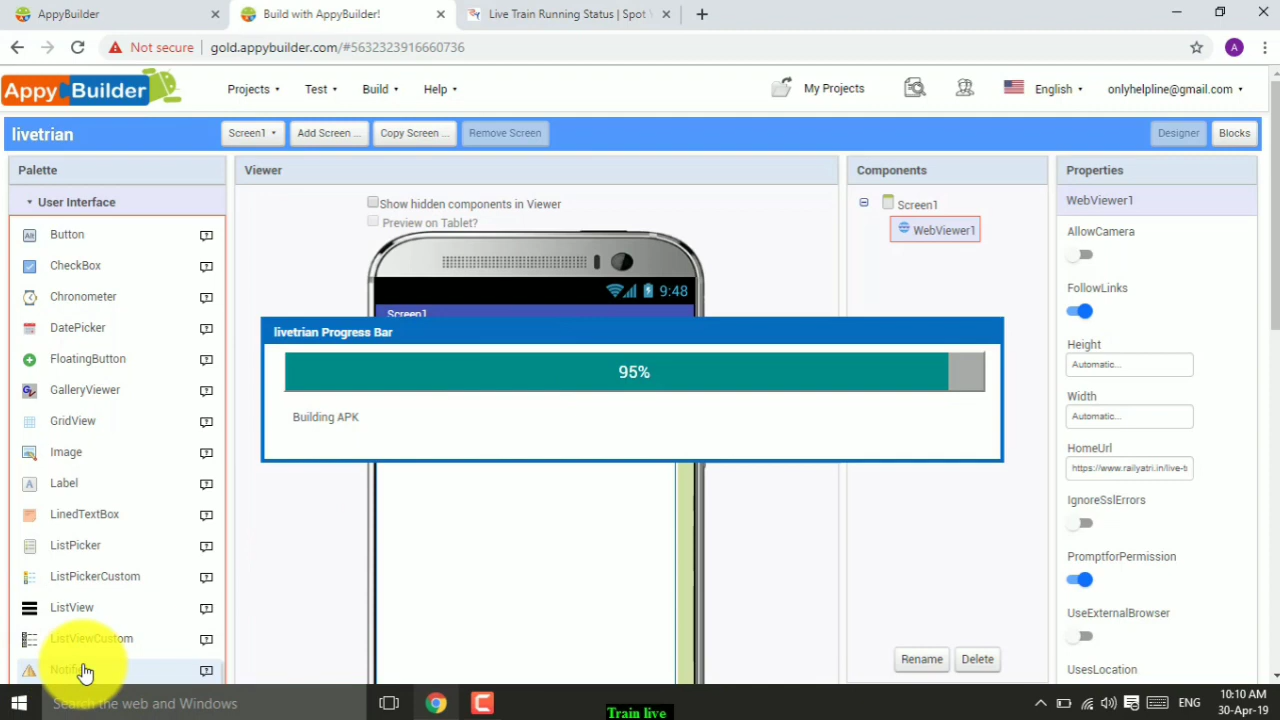 AppyBuilder
Build with AppyBuilder!
Live Train Running Status | Spot
Not secure
gold.appybuilder.com/#5632323916660736
A
Appy Builder
Projects
Test
Build
Help
My Projects
English
onlyhelpline@gmail.com
livetrian
Screen1
Add Screen ...
Copy Screen ...
Remove Screen
Designer
Blocks
Palette
Viewer
Components
Properties
User Interface
Button
CheckBox
Chronometer
DatePicker
FloatingButton
GalleryViewer
GridView
Image
Label
LinedTextBox
ListPicker
ListPickerCustom
ListView
ListViewCustom
Show hidden components in Viewer
Preview on Tablet?
9:48
Screen1
livetrian Progress Bar
95%
Building APK
Screen1
WebViewer1
Rename
Delete
WebViewer1
AllowCamera
FollowLinks
Height
Automatic...
Width
Automatic...
HomeUrl
https://www.railyatri.in/live-t
IgnoreSslErrors
PromptforPermission
UseExternalBrowser
UsesLocation
Search the web and Windows
Train live
ENG
10:10 AM
30-Apr-19